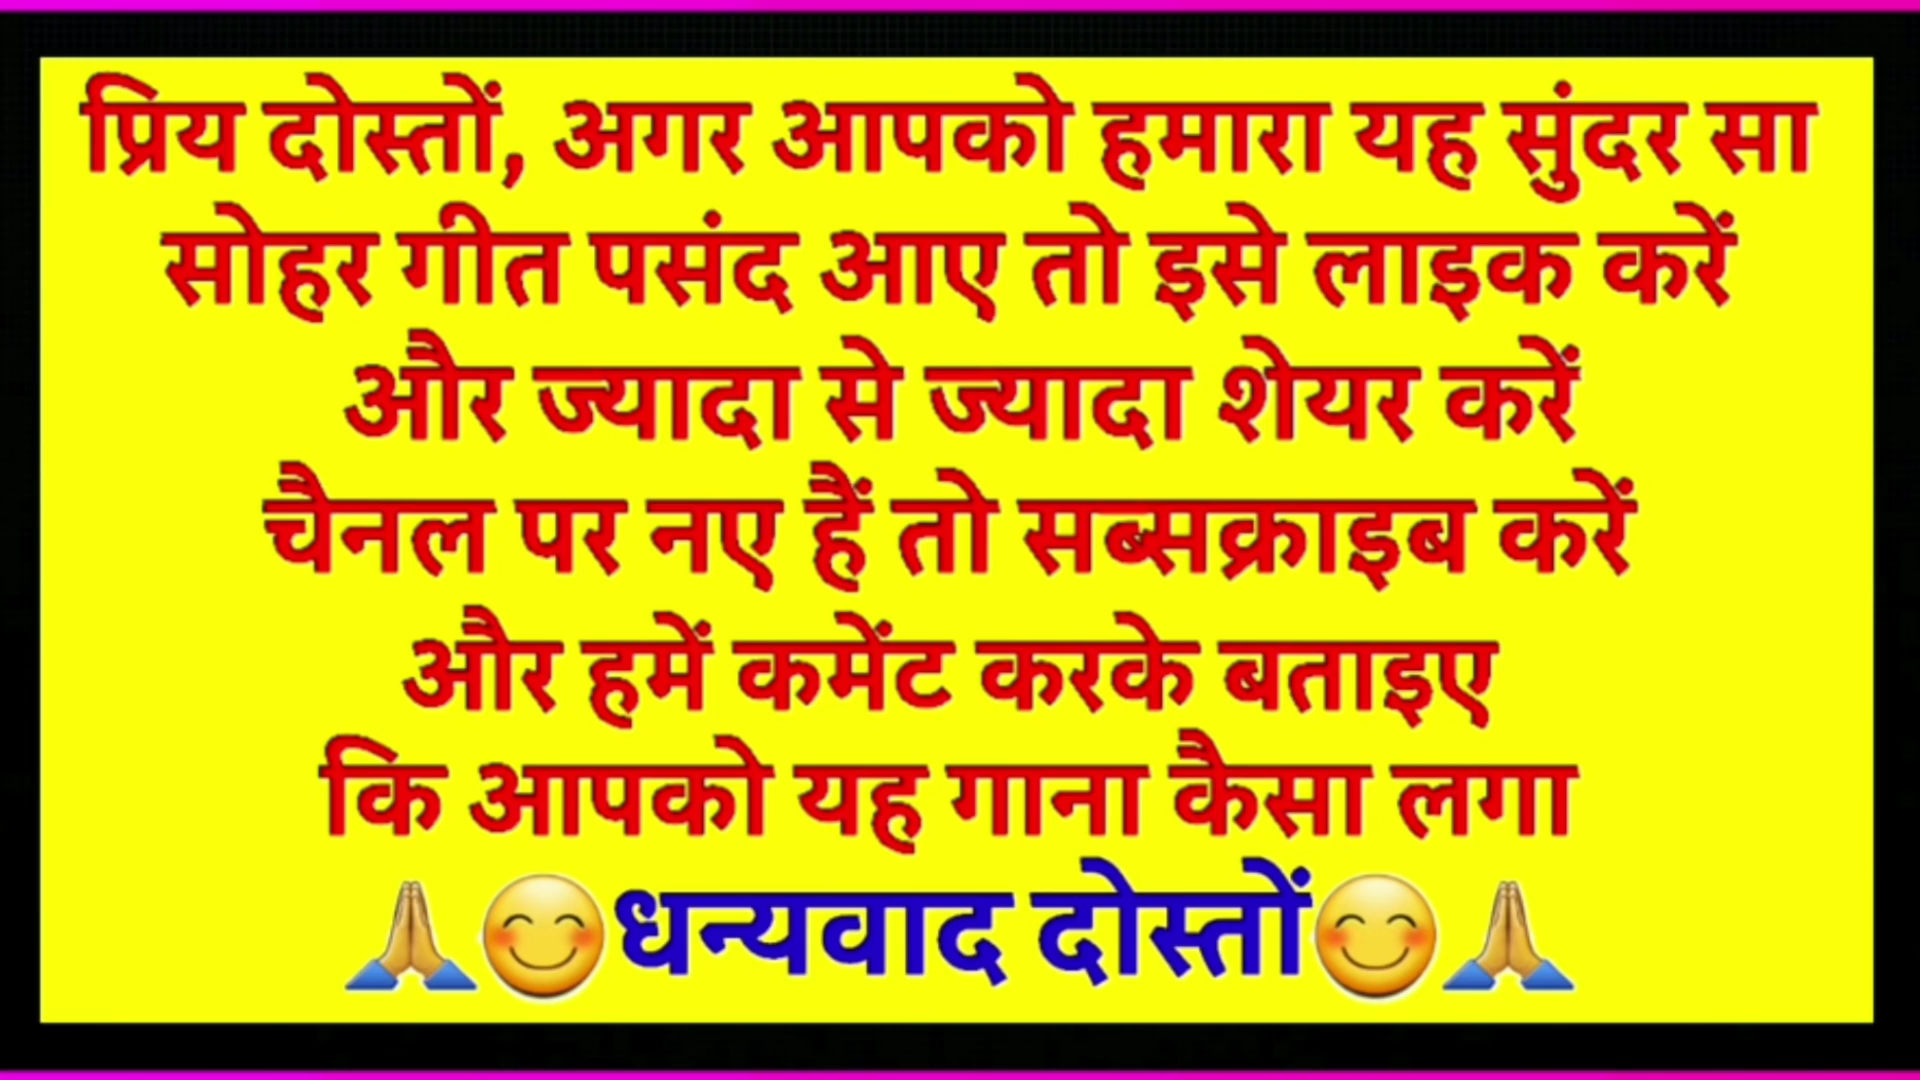 प्रिय दोस्तों, अगर आपको हमारा यह सुंदर सा
सोहर गीत पसंद आए तो इसे लाइक करें
और ज्यादा से ज्यादा शेयर करें
चैनल पर नए हैं तो सब्सक्राइब करें
और हमें कमेंट करके बताइए
कि आपको यह गाना कैसा लगा
🙏😊धन्यवाद दोस्तों😊🙏